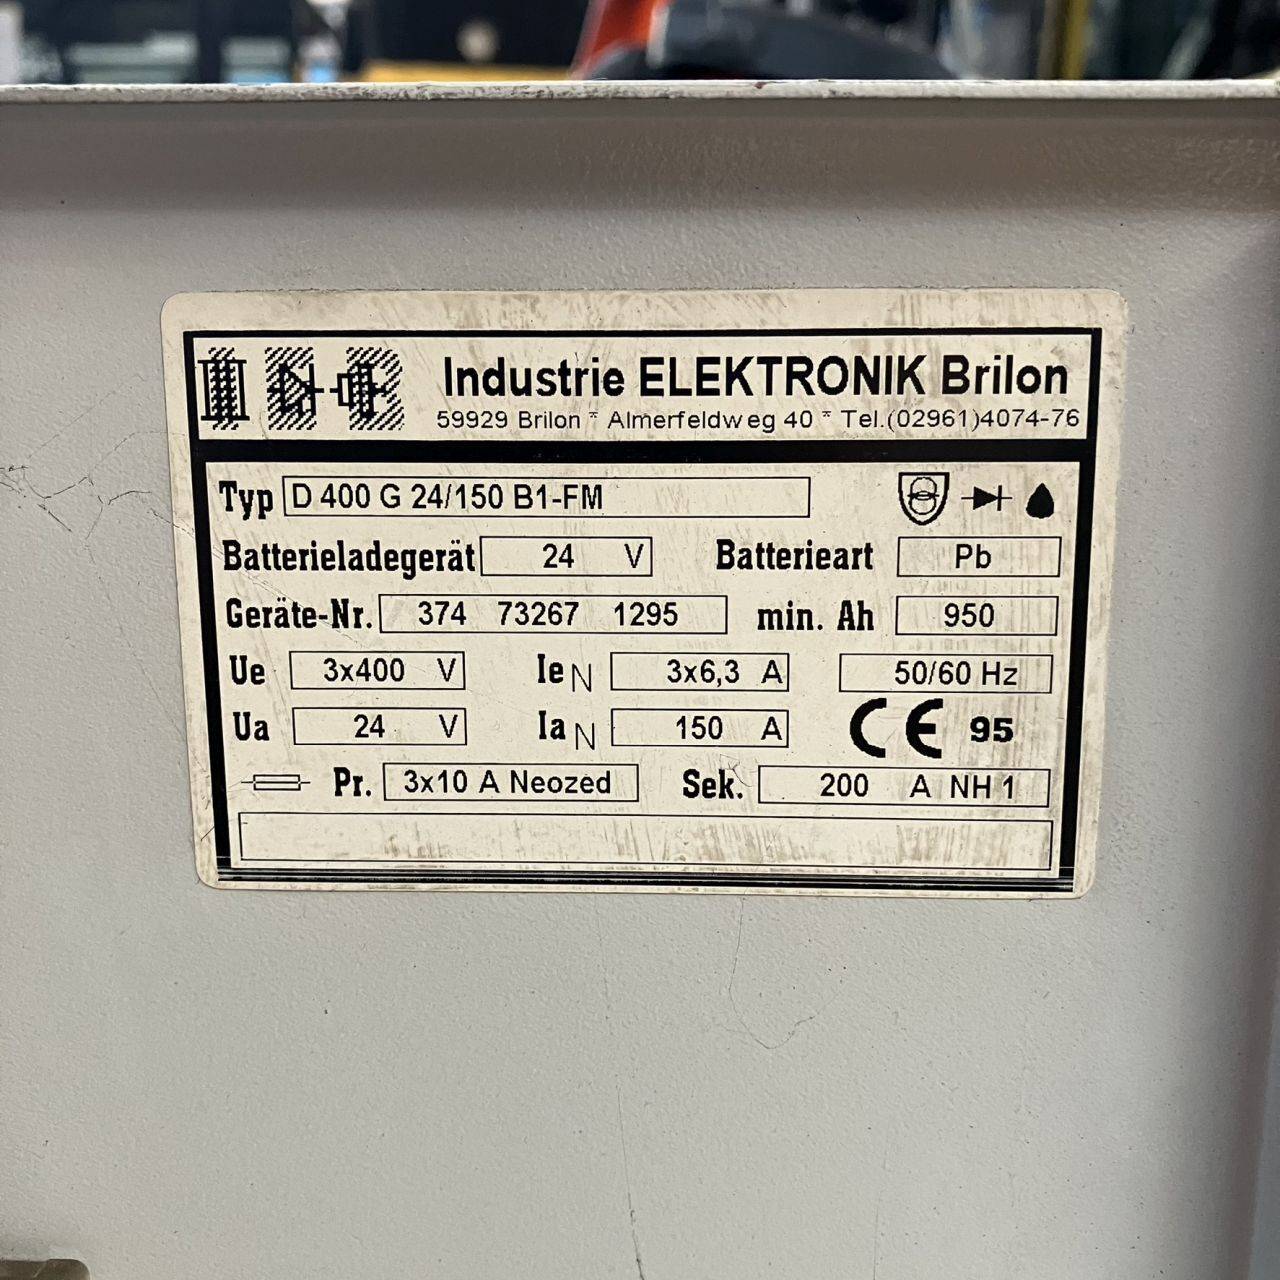 Industrie ELEKTRONIK Brilon
59929 Brilon * Almerfeldweg 40 * Tel.(02961)4074-76
Typ D 400 G 24/150 B1-FM
Batterieladegerät 24 V Batterieart Pb
Geräte-Nr. 374 73267 1295 min. Ah 950
Ue 3x400 V IeN 3x6,3 A 50/60 Hz
Ua 24 V IaN 150 A CE 95
Pr. 3x10 A Neozed Sek. 200 A NH 1